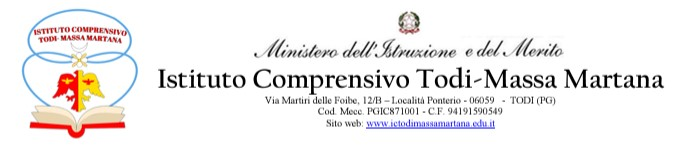 ISTITUTO COMPRENSIVO
TODI-MASSA MARTANA
Ministero dell'Istruzione e del Merito
Istituto Comprensivo Todi-Massa Martana
Via Martiri delle Foibe, 12/B – Località Ponterio - 06059 - TODI (PG)
Cod. Mecc. PGIC871001 - C.F. 94191590549
Sito web: www.ictodimassamartana.edu.it